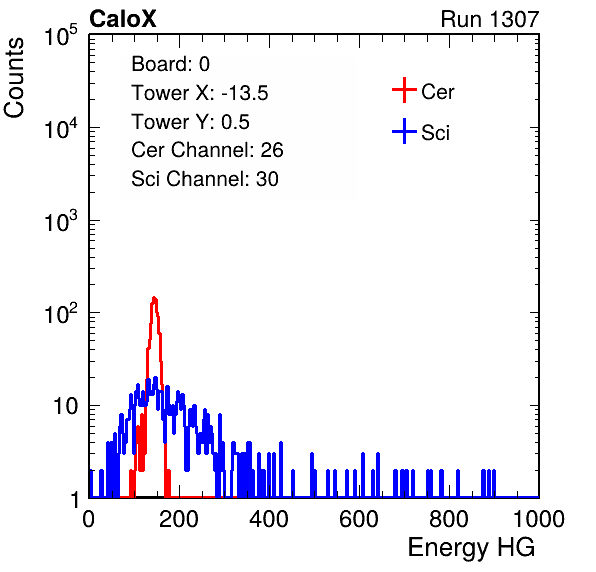 CaloX Run 1307
Counts
10^5
10^4
10^3
10^2
10
1
Board: 0
Tower X: -13.5
Tower Y: 0.5
Cer Channel: 26
Sci Channel: 30
Cer
Sci
0 200 400 600 800 1000
Energy HG